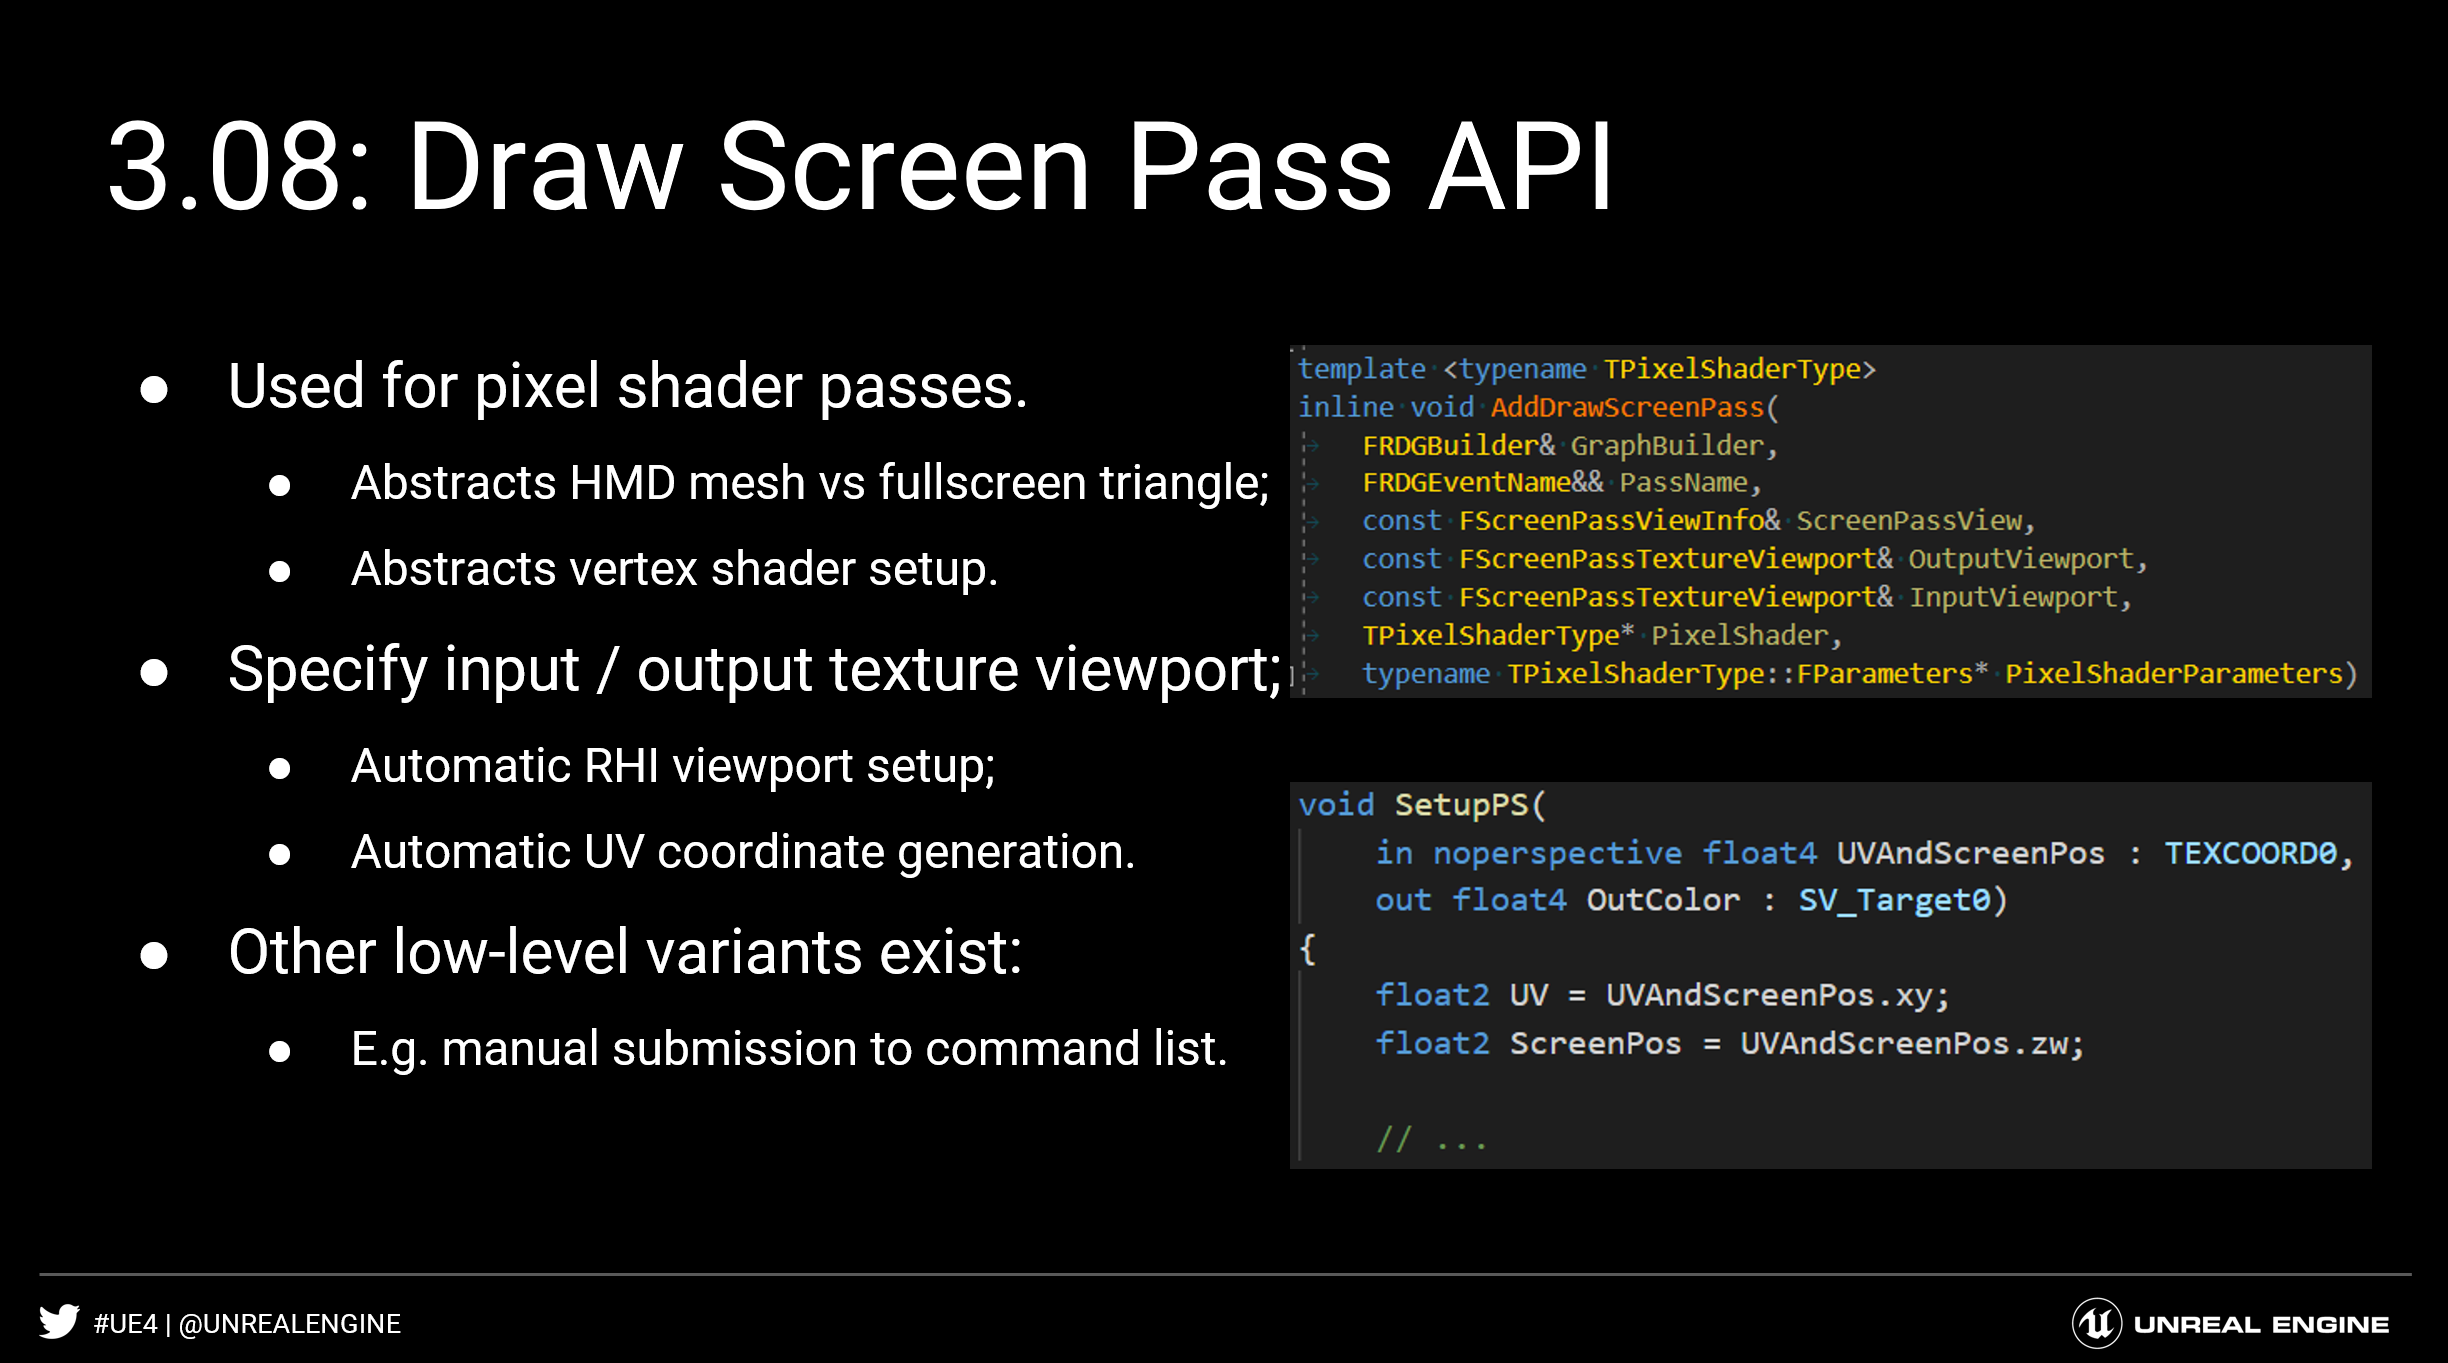 3.08: Draw Screen Pass API
● Used for pixel shader passes.
● Abstracts HMD mesh vs fullscreen triangle;
● Abstracts vertex shader setup.
● Specify input / output texture viewport;
● Automatic RHI viewport setup;
● Automatic UV coordinate generation.
● Other low-level variants exist:
● E.g. manual submission to command list.
template <typename TPixelShaderType>
inline void AddDrawScreenPass(
FRDGBuilder& GraphBuilder,
FRDGEventName&& PassName,
const FScreenPassViewInfo& ScreenPassView,
const FScreenPassTextureViewport& OutputViewport,
const FScreenPassTextureViewport& InputViewport,
TPixelShaderType* PixelShader,
typename TPixelShaderType::FParameters* PixelShaderParameters)
void SetupPS(
in noperspective float4 UVAndScreenPos : TEXCOORD0,
out float4 OutColor : SV_Target0)
{
float2 UV = UVAndScreenPos.xy;
float2 ScreenPos = UVAndScreenPos.zw;
// ...
#UE4 | @UNREALENGINE
UNREAL ENGINE